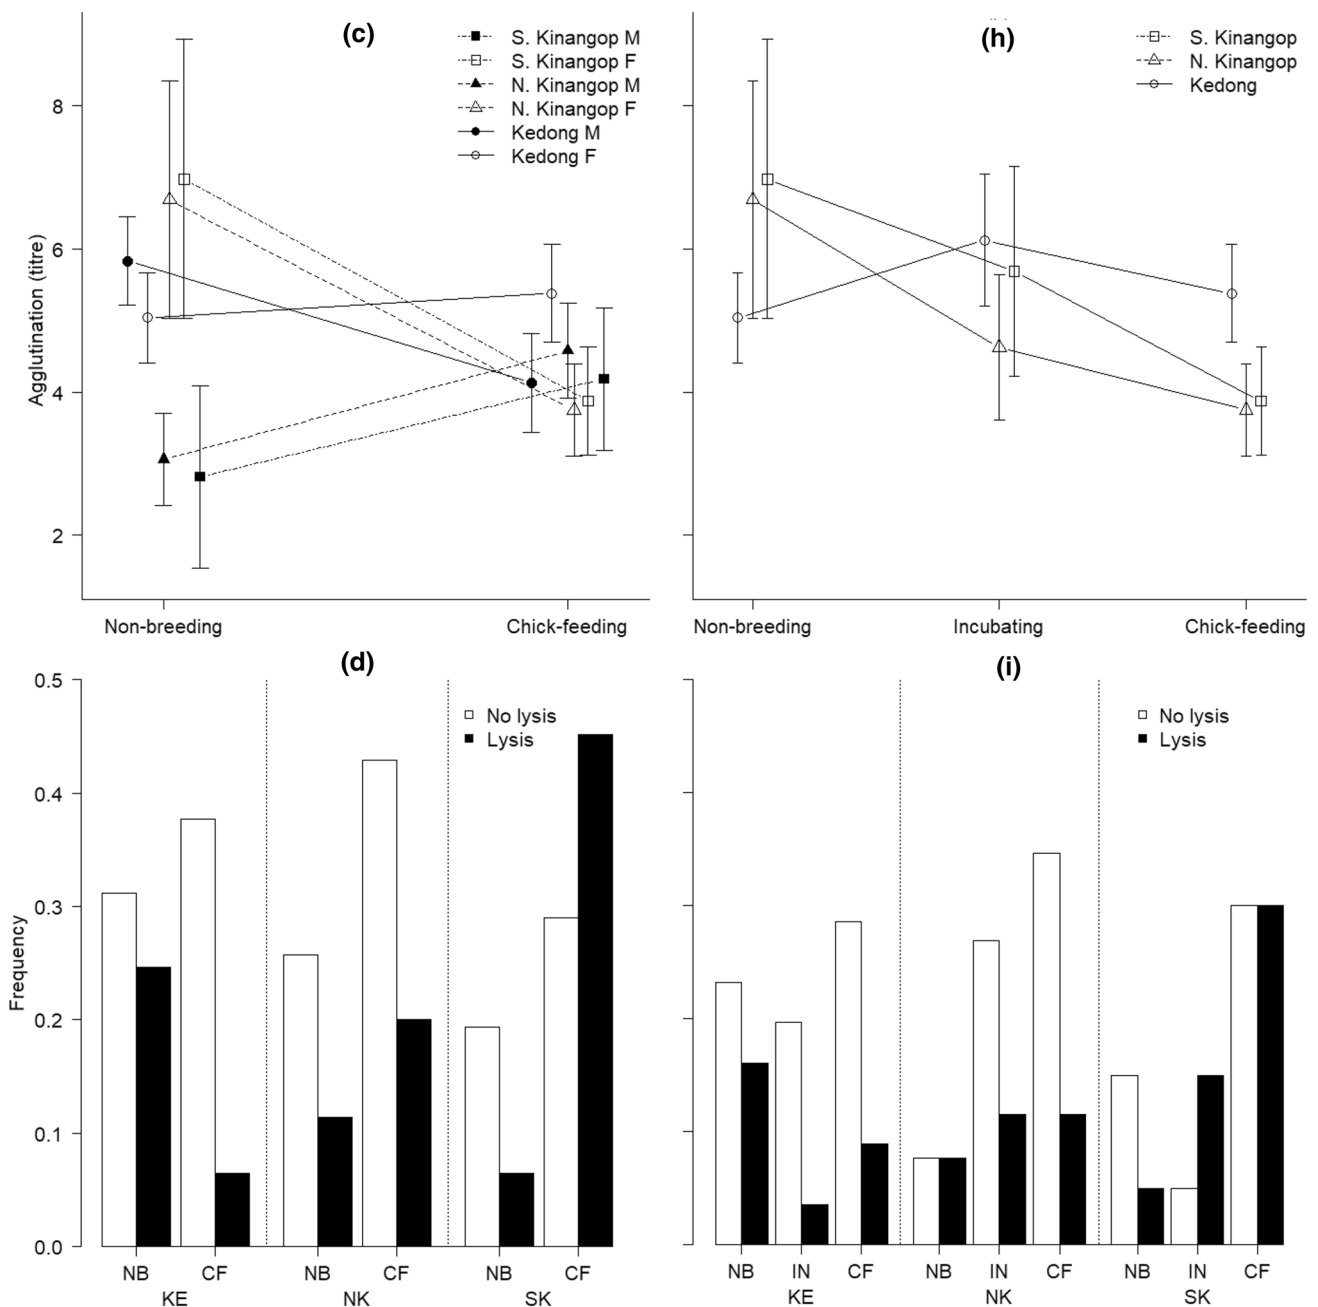 (c)
S. Kinangop M
S. Kinangop F
N. Kinangop M
N. Kinangop F
Kedong M
Kedong F
Agglutination (titre)
8
6
4
2
Non-breeding Chick-feeding
(h)
S. Kinangop
N. Kinangop
Kedong
Non-breeding Incubating Chick-feeding
(d)
No lysis
Lysis
Frequency
0.5
0.4
0.3
0.2
0.1
0.0
NB CF NB CF NB CF
KE NK SK
(i)
No lysis
Lysis
NB IN CF NB IN CF NB IN CF
KE NK SK